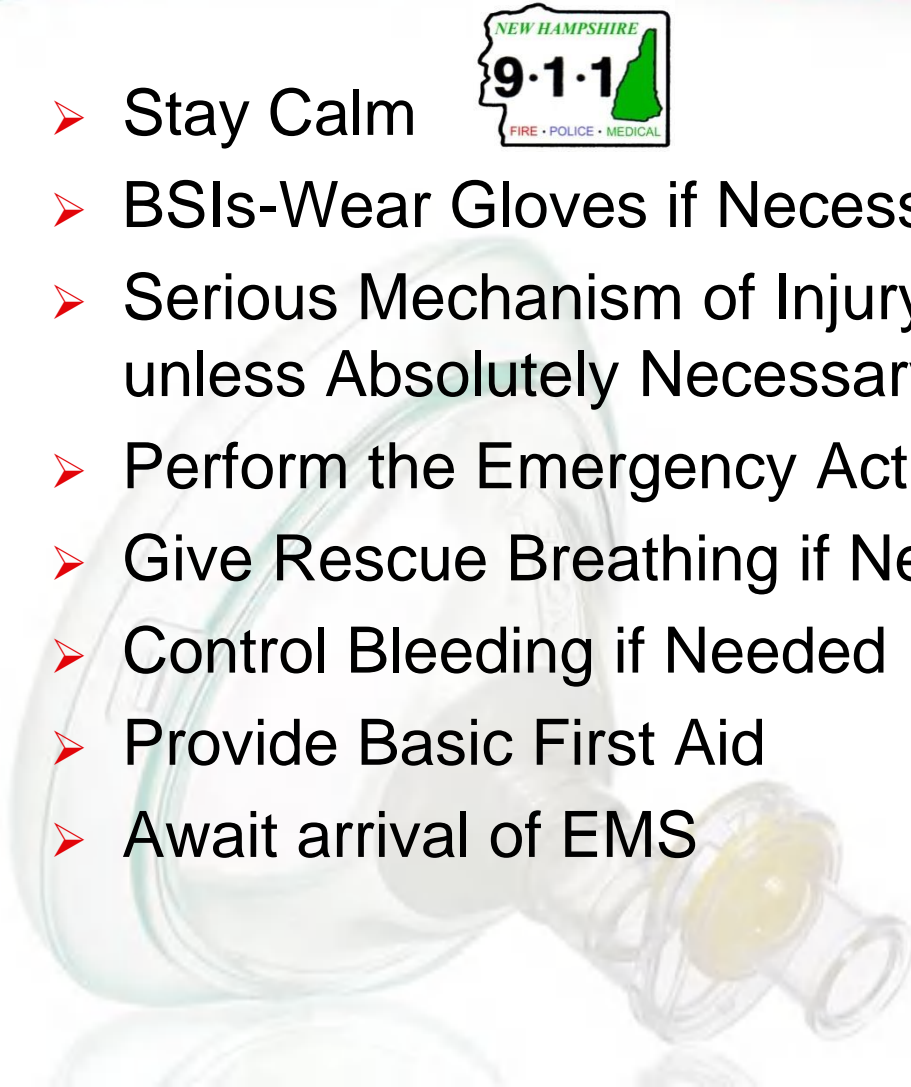 NEW HAMPSHIRE
9·1·1
FIRE · POLICE · MEDICAL
➢ Stay Calm
➢ BSIs-Wear Gloves if Necess
➢ Serious Mechanism of Injury
unless Absolutely Necessar
➢ Perform the Emergency Act
➢ Give Rescue Breathing if Ne
➢ Control Bleeding if Needed
➢ Provide Basic First Aid
➢ Await arrival of EMS